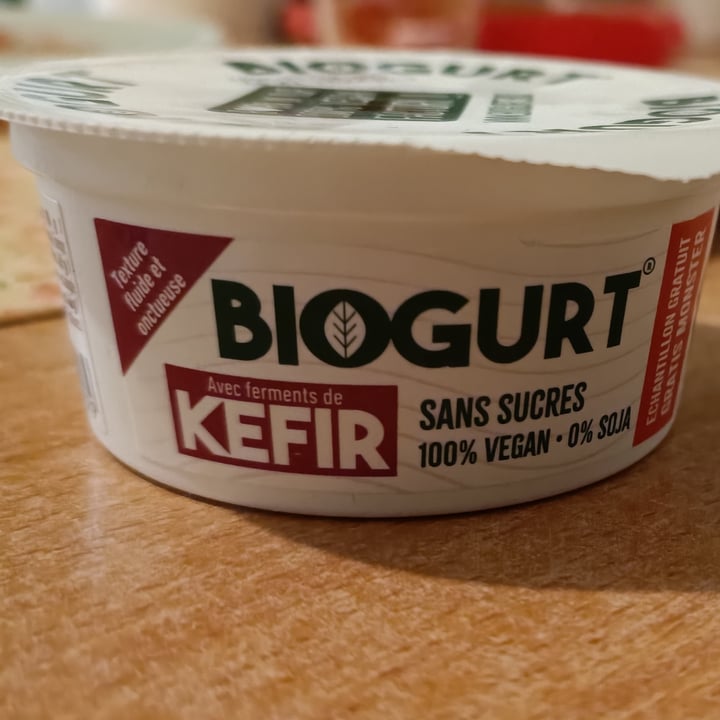 BIOGURT
Texture
fluide et
onctueuse
BIOGURT®
Avec ferments de
KEFIR
SANS SUCRES
100% VEGAN • 0% SOJA
ECHANTILLON GRATUIT
GRATIS MONSTER